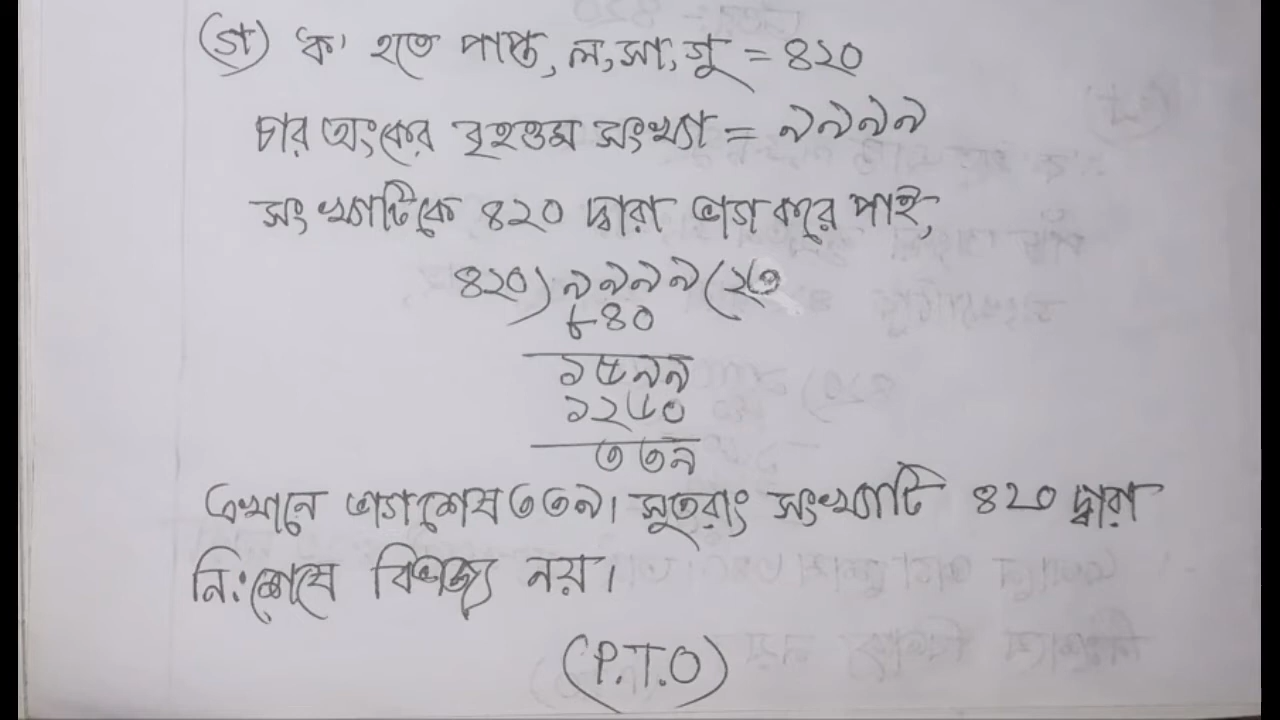 (গ) 'ক' হতে পাপ্ত, ল,সা,গু = ৪২০
চার অংকের বৃহত্তম সংখ্যা = ৯৯৯৯
সংখ্যাটিকে ৪২০ দ্বারা ভাগ করে পাই,
৪২০) ৯৯৯৯ (২৩
৮৪০
১৫৯৯
১২৬০
৩৩৯
এখানে ভাগশেষ ৩৩৯। সুতরাং সংখ্যাটি ৪২০ দ্বারা
নিঃশেষে বিভাজ্য নয়।
(P.T.O)